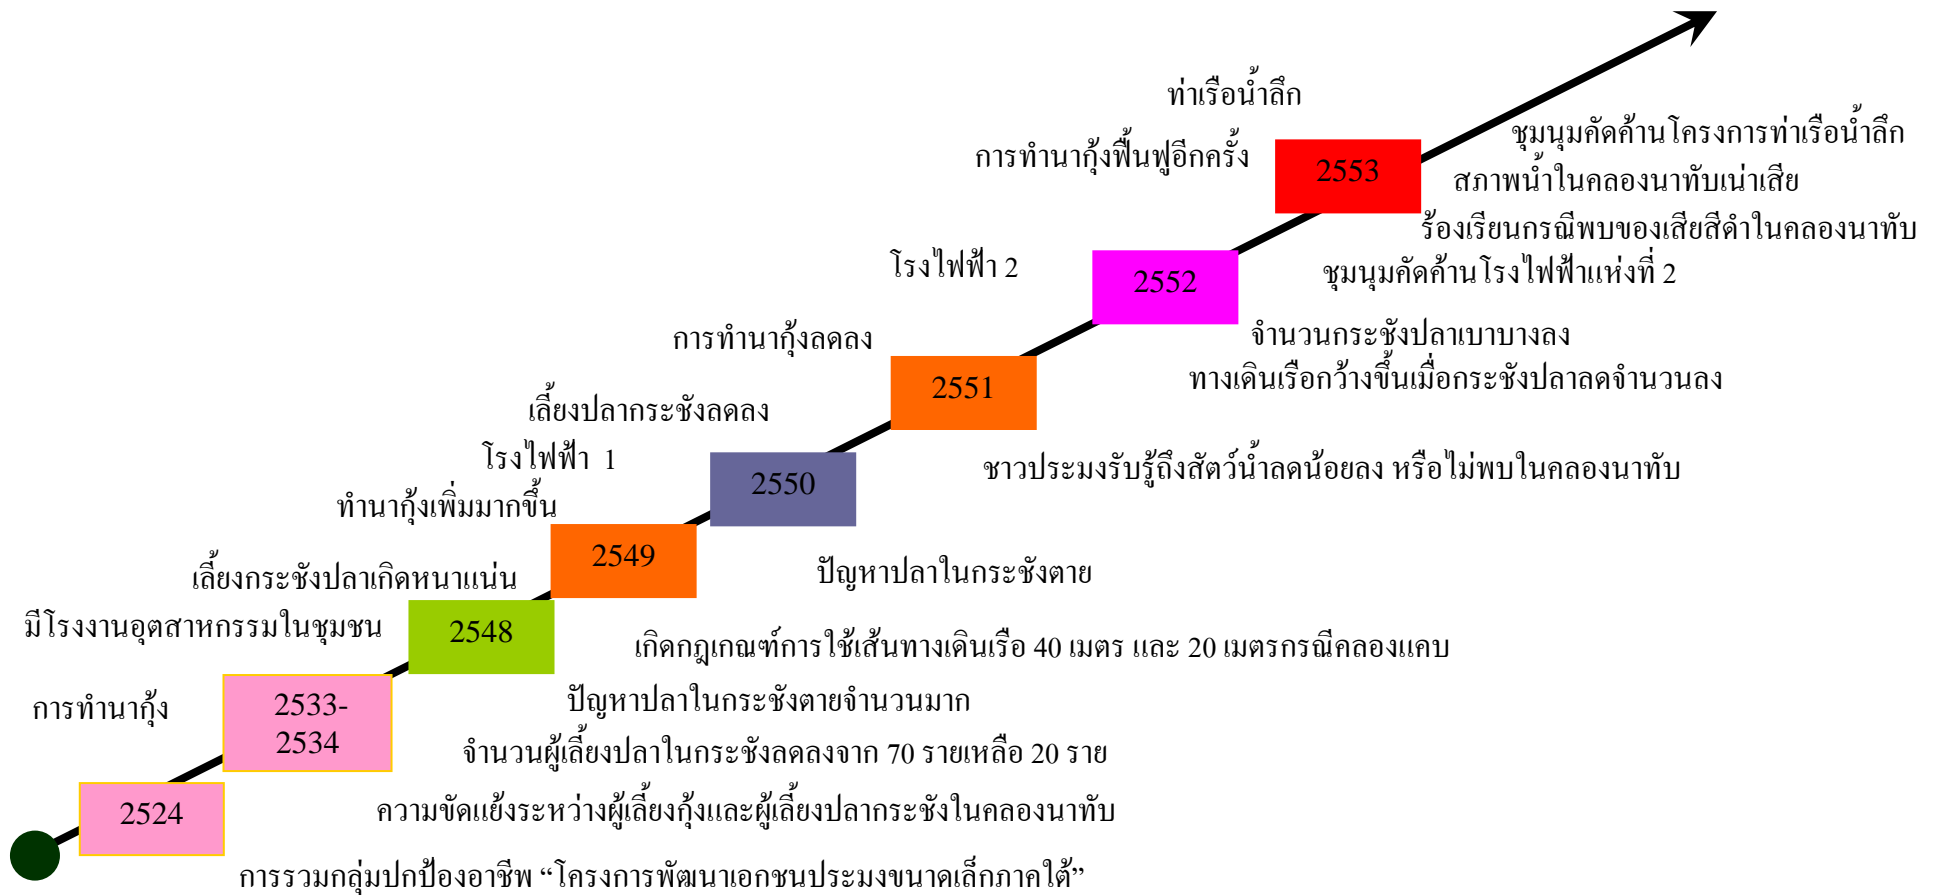 ท่าเรือน้ำลึก
ชุมนุมคัดค้านโครงการท่าเรือน้ำลึก
การทำนากุ้งฟื้นฟูอีกครั้ง
2553
สภาพน้ำในคลองนาทับเน่าเสีย
ร้องเรียนกรณีพบของเสียสีดำในคลองนาทับ
โรงไฟฟ้า 2
2552
ชุมนุมคัดค้านโรงไฟฟ้าแห่งที่ 2
การทำนากุ้งลดลง
จำนวนกระชังปลาเบาบางลง
2551
ทางเดินเรือกว้างขึ้นเมื่อกระชังปลาลดจำนวนลง
เลี้ยงปลากระชังลดลง
โรงไฟฟ้า 1
2550
ชาวประมงรับรู้ถึงสัตว์น้ำลดน้อยลง หรือไม่พบในคลองนาทับ
ทำนากุ้งเพิ่มมากขึ้น
2549
ปัญหาปลาในกระชังตาย
เลี้ยงกระชังปลาเกิดหนาแน่น
มีโรงงานอุตสาหกรรมในชุมชน
2548
เกิดกฎเกณฑ์การใช้เส้นทางเดินเรือ 40 เมตร และ 20 เมตรกรณีคลองแคบ
การทำนากุ้ง
2533-
2534
ปัญหาปลาในกระชังตายจำนวนมาก
จำนวนผู้เลี้ยงปลาในกระชังลดลงจาก 70 รายเหลือ 20 ราย
2524
ความขัดแย้งระหว่างผู้เลี้ยงกุ้งและผู้เลี้ยงปลากระชังในคลองนาทับ
การรวมกลุ่มปกป้องอาชีพ “โครงการพัฒนาเอกชนประมงขนาดเล็กภาคใต้”